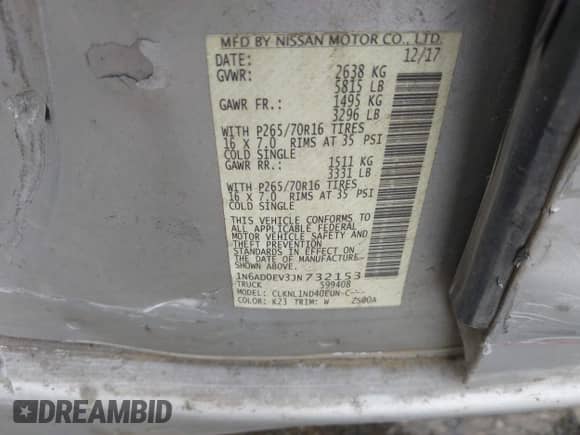 MFD BY NISSAN MOTOR CO., LTD.
DATE: 12/17
GVWR: 2638 KG
5815 LB
GAWR FR.: 1495 KG
3296 LB
WITH P265/70R16 TIRES
16 X 7.0 RIMS AT 35 PSI
COLD SINGLE
GAWR RR.: 1511 KG
3331 LB
WITH P265/70R16 TIRES
16 X 7.0 RIMS AT 35 PSI
COLD SINGLE
THIS VEHICLE CONFORMS TO
ALL APPLICABLE FEDERAL
MOTOR VEHICLE SAFETY AND
THEFT PREVENTION
STANDARDS IN EFFECT ON
THE DATE OF MANUFACTURE
SHOWN ABOVE.
1N6AD0EV3JN732153
TRUCK 599408
MODEL: CLKNL1ND40EUN-C
COLOR: K23 TRIM: W
DREAMBID